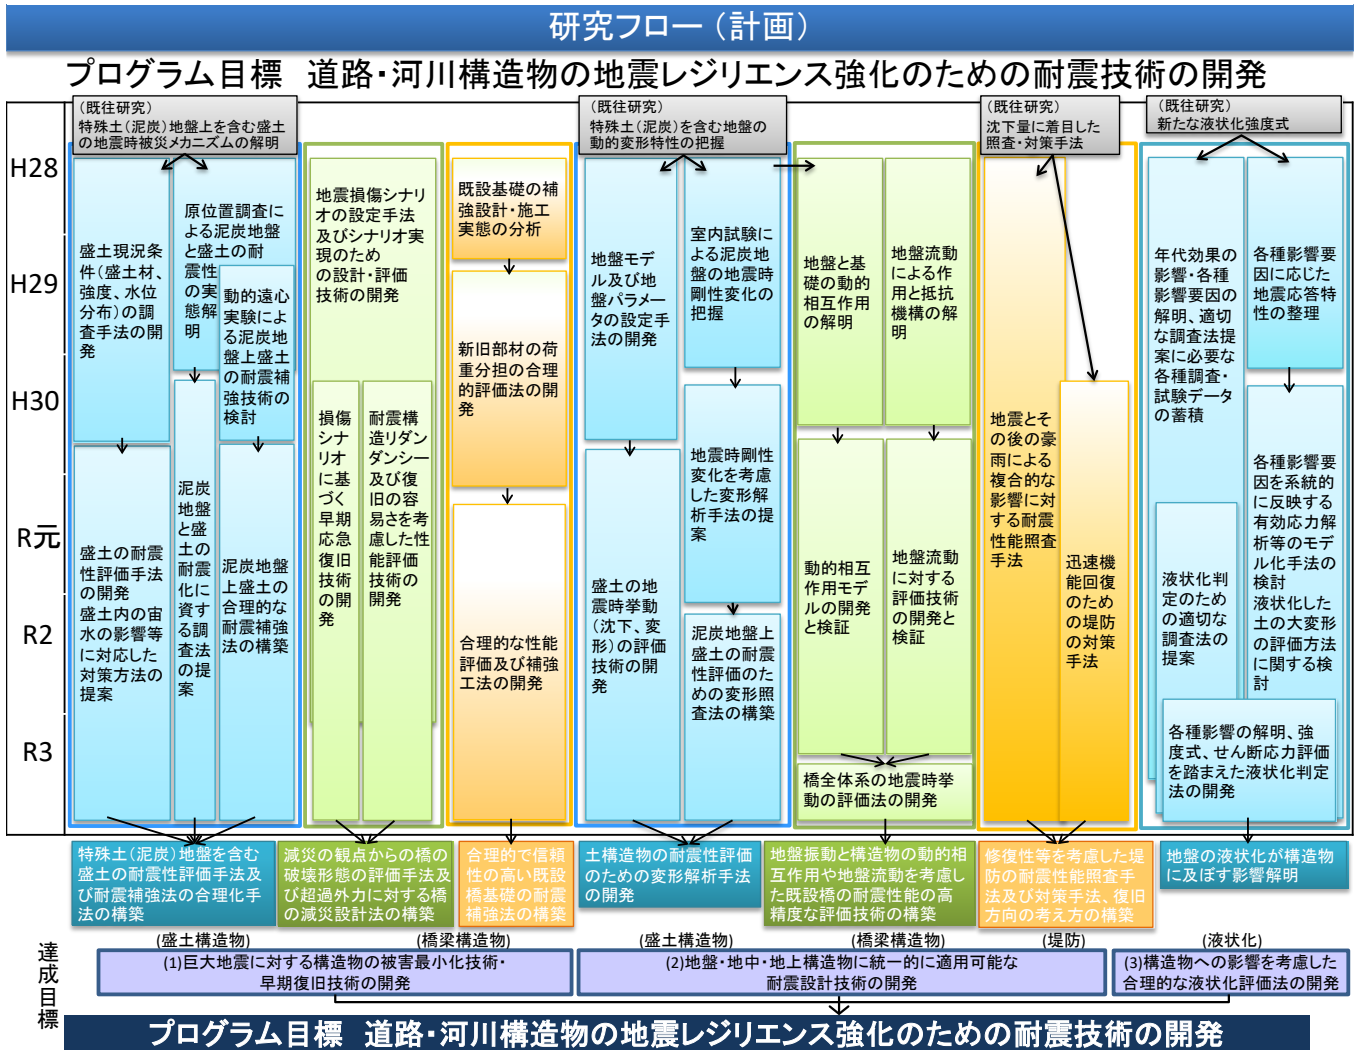 研究フロー（計画）
プログラム目標　道路・河川構造物の地震レジリエンス強化のための耐震技術の開発
（既往研究）
特殊土（泥炭）地盤上を含む盛土
の地震時被災メカニズムの解明
（既往研究）
特殊土（泥炭）を含む地盤の
動的変形特性の把握
（既往研究）
沈下量に着目した
照査・対策手法
（既往研究）
新たな液状化強度式
H28
H29
H30
R元
R2
R3
盛土現況条
件（盛土材、
強度、水位
分布）の調
査手法の開
発
原位置調査に
よる泥炭地盤
と盛土の耐
震性
の実
態解
明
動的遠心
実験によ
る泥炭地
盤上盛土
の耐震補
強技術の
検討
盛土の耐震
性評価手法
の開発
盛土内の宙
水の影響等
に対応した
対策方法の
提案
泥炭
地盤
と盛
土の
耐震
化に
資す
る調
査法
の提
案
泥炭地盤
上盛土の
合理的な
耐震補強
法の構築
地震損傷シナリ
オの設定手法
及びシナリオ実
現のため
の設計・評価
技術の開発
損傷
シナ
リオ
に基
づく
早期
応急
復旧
技術
の開
発
耐震構
造リダン
ダンシー
及び復
旧の容
易さを考
慮した性
能評価
技術の
開発
既設基礎の補
強設計・施工
実態の分析
新旧部材の荷
重分担の合理
的評価法の開
発
合理的な性能
評価及び補強
工法の開発
地盤モデ
ル及び地
盤パラメー
タの設定手
法の開発
室内試験に
よる泥炭地
盤の地震時
剛性変化の
把握
地震時剛性
変化を考慮
した変形解
析手法の提
案
盛土の地
震時挙動
（沈下、変
形）の評価
技術の開
発
泥炭地盤上
盛土の耐震
性評価のた
めの変形照
査法の構築
地盤と基
礎の動的
相互作用
の解明
地盤流動
による作
用と抵抗
機構の解
明
動的相互
作用モデ
ルの開発
と検証
地盤流動
に対する
評価技術
の開発と
検証
橋全体系の地震時挙
動の評価法の開発
地震とそ
の後の豪
雨による
複合的な
影響に対
する耐震
性能照査
手法
迅速機
能回復
のため
の堤防
の対策
手法
年代効果の
影響・各種
影響要因の
解明、適切
な調査法提
案に必要な
各種調査・
試験データ
の蓄積
各種影響要
因に応じた
地震応答特
性の整理
各種影響要
因を系統的
に反映する
有効応力解
析等のモデ
ル化手法の
検討
液状化した
土の大変形
の評価方法
に関する検
討
液状化判
定のため
の適切な
調査法の
提案
各種影響の解明、強
度式、せん断応力評価
を踏まえた液状化判定
法の開発
特殊土（泥炭）地盤を含む
盛土の耐震性評価手法及
び耐震補強法の合理化手
法の構築
減災の観点からの橋の
破壊形態の評価手法及
び超過外力に対する橋
の減災設計法の構築
合理的で信頼
性の高い既設
橋基礎の耐震
補強法の構築
土構造物の耐震性評価
のための変形解析手法
の開発
地盤振動と構造物の動的相
互作用や地盤流動を考慮し
た既設橋の耐震性能の高
精度な評価技術の構築
修復性等を考慮した堤
防の耐震性能照査手
法及び対策手法、復旧
方向の考え方の構築
地盤の液状化が構造物
に及ぼす影響解明
達成目標
(盛土構造物)
(橋梁構造物)
(盛土構造物)
(橋梁構造物)
(堤防)
(液状化)
(1)巨大地震に対する構造物の被害最小化技術・
早期復旧技術の開発
(2)地盤・地中・地上構造物に統一的に適用可能な
耐震設計技術の開発
(3)構造物への影響を考慮した
合理的な液状化評価法の開発
プログラム目標　道路・河川構造物の地震レジリエンス強化のための耐震技術の開発